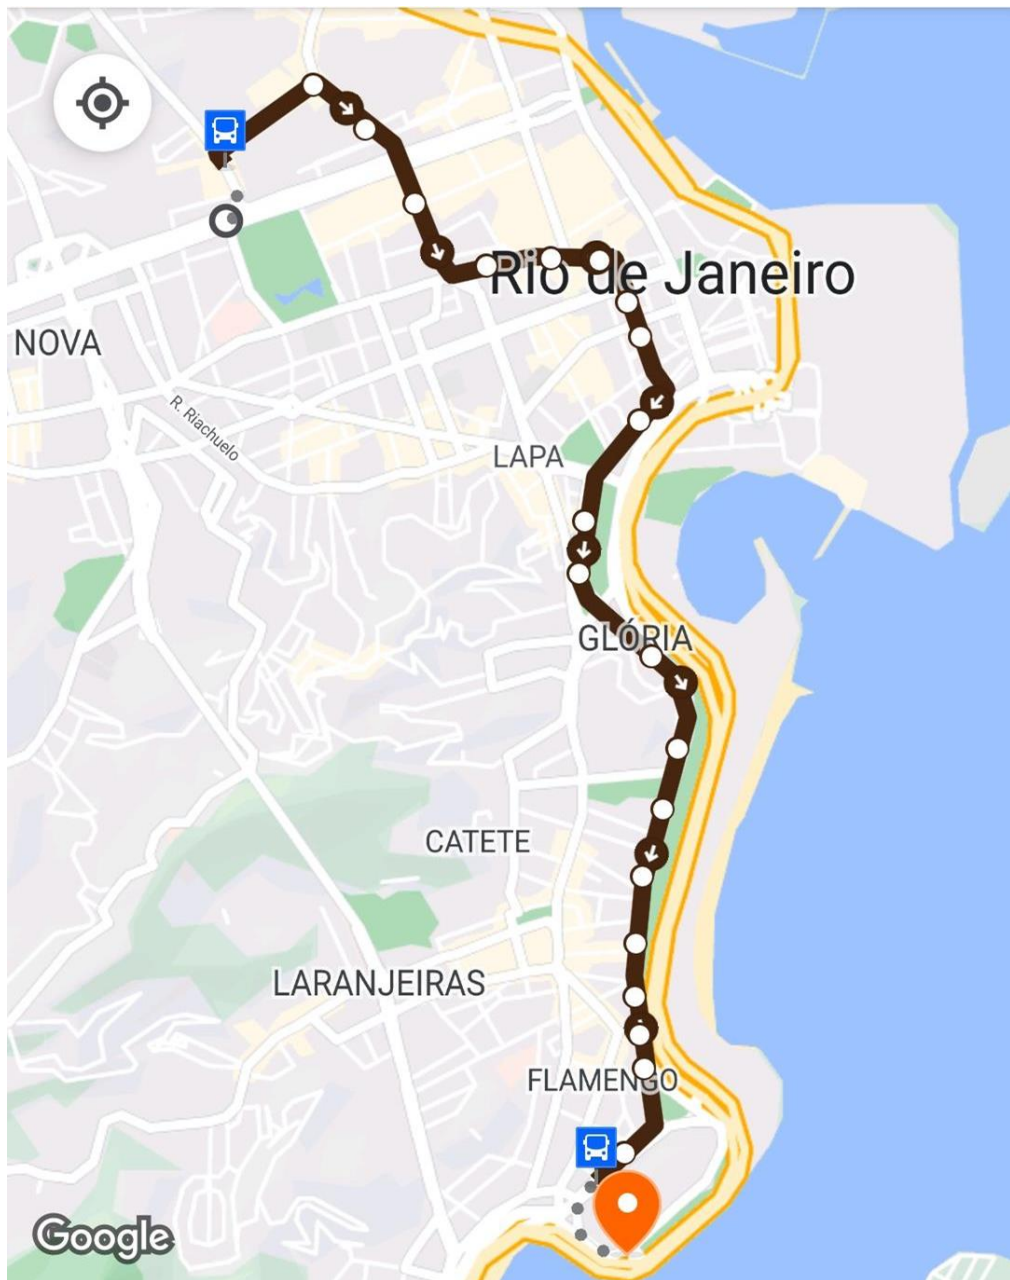 Rio de Janeiro
NOVA
R. Riachuelo
LAPA
GLÓRIA
CATETE
LARANJEIRAS
FLAMENGO
Google